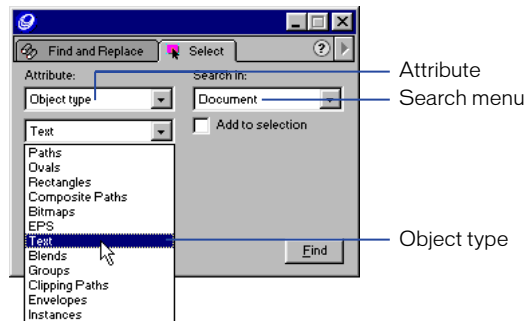 Find and Replace
Select
?
Attribute:
Search in:
Object type
Document
Text
Add to selection
Paths
Ovals
Rectangles
Composite Paths
Bitmaps
EPS
Text
Blends
Groups
Clipping Paths
Envelopes
Instances
Find
Attribute
Search menu
Object type